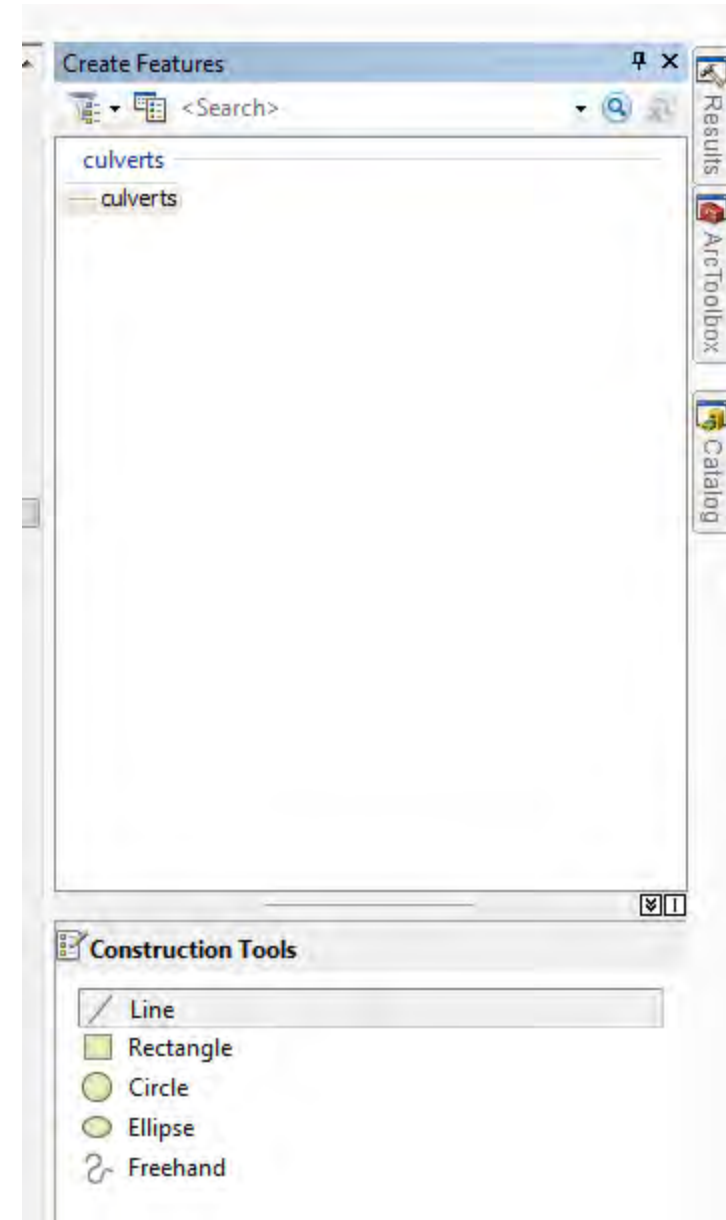 Create Features
<Search>
culverts
culverts
Construction Tools
Line
Rectangle
Circle
Ellipse
Freehand
Results
ArcToolbox
Catalog